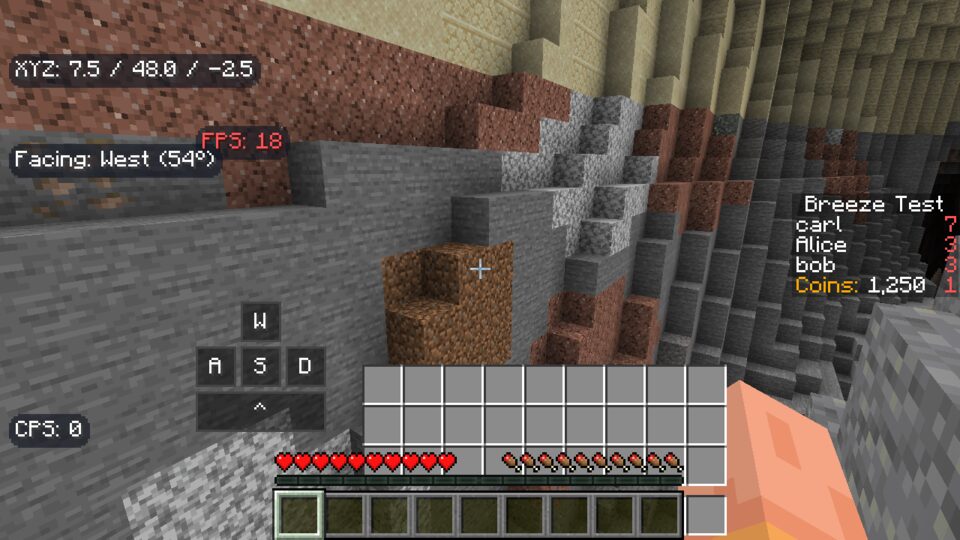 XYZ: 7.5 / 48.0 / -2.5
FPS: 18
Facing: West (54º)
Breeze Test
carl 7
Alice 3
bob 3
Coins: 1,250 1
W
A S D
^
CPS: 0